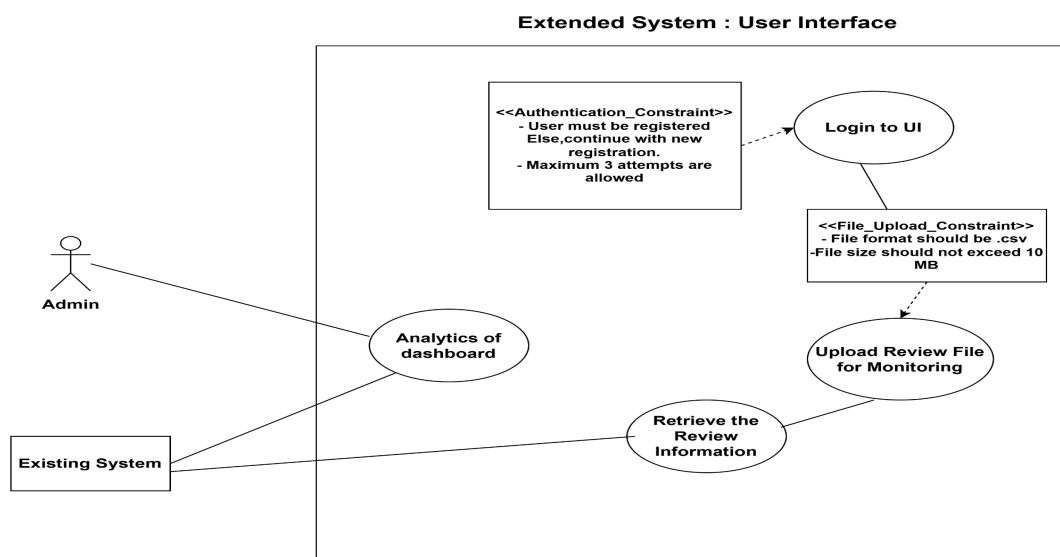 Extended System : User Interface
<<Authentication_Constraint>>
- User must be registered
Else,continue with new
registration.
- Maximum 3 attempts are
allowed
Login to UI
<<File_Upload_Constraint>>
- File format should be .csv
-File size should not exceed 10
MB
Admin
Analytics of
dashboard
Upload Review File
for Monitoring
Retrieve the
Review
Information
Existing System